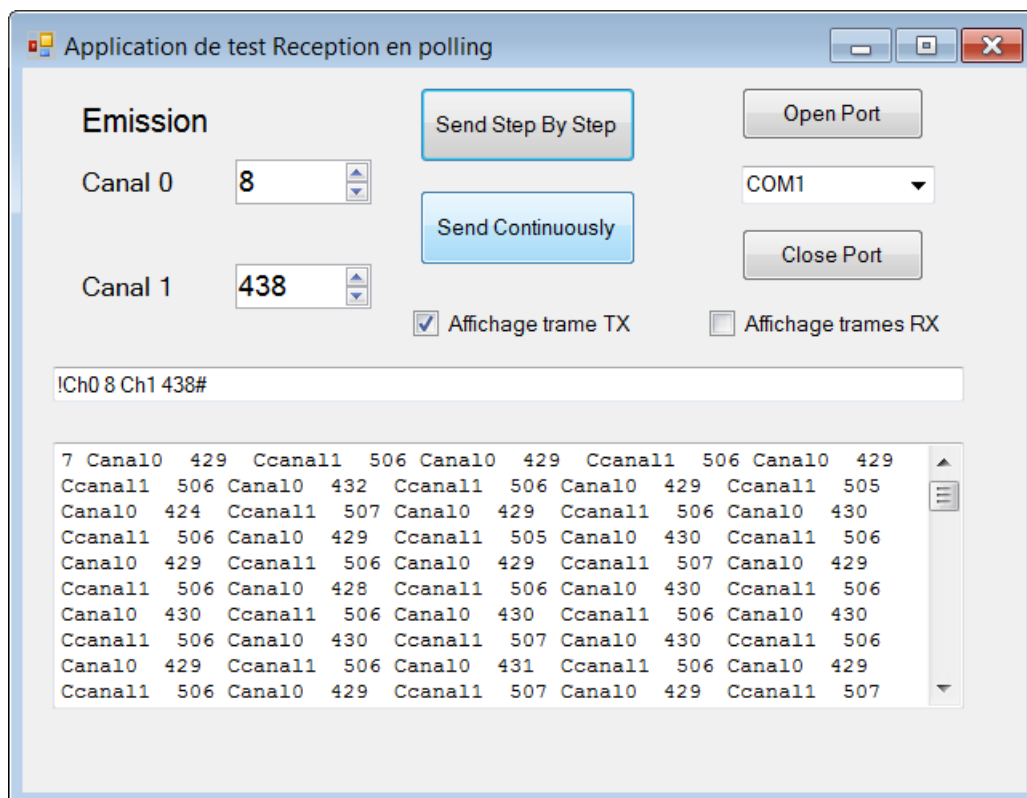 Application de test Reception en polling
Emission
Send Step By Step
Open Port
Canal 0
8
COM1
Send Continuously
Close Port
Canal 1
438
Affichage trame TX
Affichage trames RX
!Ch0 8 Ch1 438#
7 Canal0 429 Ccanal1 506 Canal0 429 Ccanal1 506 Canal0 429
Ccanal1 506 Canal0 432 Ccanal1 506 Canal0 429 Ccanal1 505
Canal0 424 Ccanal1 507 Canal0 429 Ccanal1 506 Canal0 430
Ccanal1 506 Canal0 429 Ccanal1 505 Canal0 430 Ccanal1 506
Canal0 429 Ccanal1 506 Canal0 429 Ccanal1 507 Canal0 429
Ccanal1 506 Canal0 428 Ccanal1 506 Canal0 430 Ccanal1 506
Canal0 430 Ccanal1 506 Canal0 430 Ccanal1 506 Canal0 430
Ccanal1 506 Canal0 430 Ccanal1 507 Canal0 430 Ccanal1 506
Canal0 429 Ccanal1 506 Canal0 431 Ccanal1 506 Canal0 429
Ccanal1 506 Canal0 429 Ccanal1 507 Canal0 429 Ccanal1 507